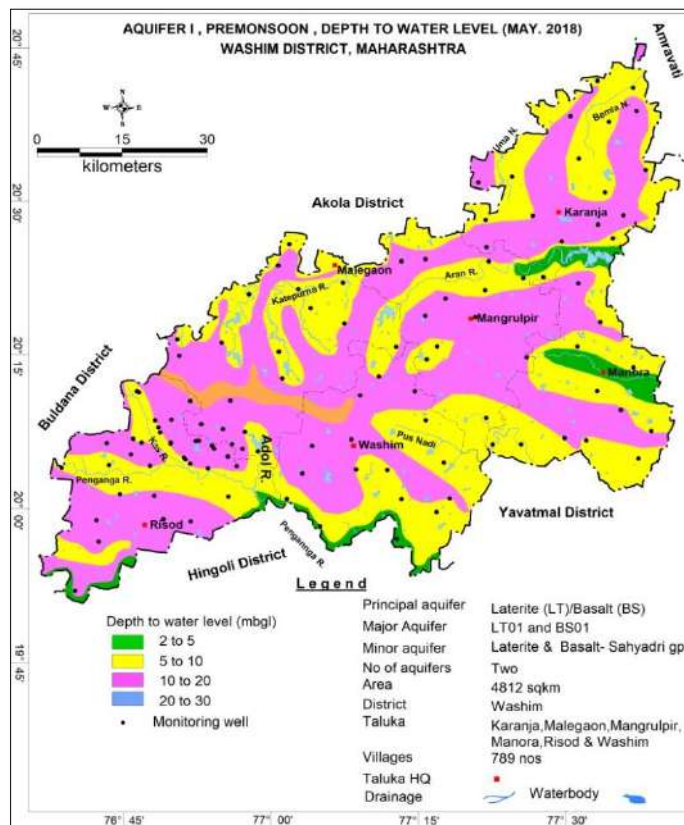 AQUIFER I , PREMONSOON , DEPTH TO WATER LEVEL (MAY. 2018)
WASHIM DISTRICT, MAHARASHTRA
Amravati
20° 45'
N
W E
S
0 15 30
kilometers
Bemla N.
Uma N.
20° 30'
Akola District
Karanja
Malegaon
Aran R.
Katepurna R.
Mangrulpir
20° 15'
Buldana District
Manora
Kas N.
Adol R.
Washim
Pus Nadi
Penganga R.
20° 00'
Risod
Pengannga R.
Yavatmal District
Hingoli District
Legend
Depth to water level (mbgl)
2 to 5
5 to 10
10 to 20
20 to 30
Monitoring well
Principal aquifer Laterite (LT)/Basalt (BS)
Major Aquifer LT01 and BS01
Minor aquifer Laterite & Basalt- Sahyadri gp
No of aquifers Two
Area 4812 sqkm
District Washim
Taluka Karanja,Malegaon,Mangrulpir,
Manora,Risod & Washim
Villages 789 nos
Taluka HQ
Drainage Waterbody
19° 45'
76° 45' 77° 00' 77° 15' 77° 30'